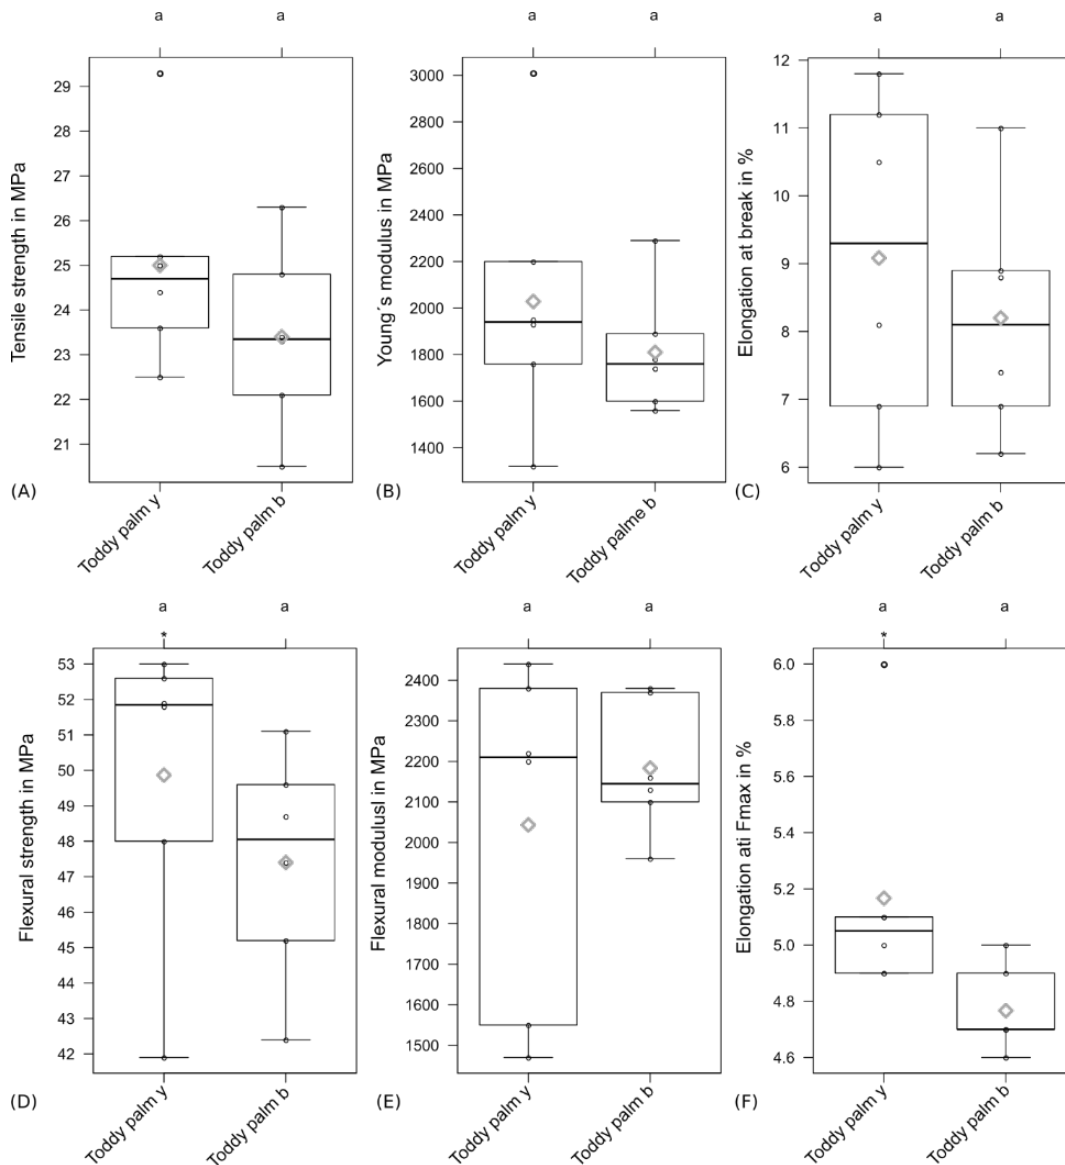 a a a a a a
Tensile strength in MPa
29
28
27
26
25
24
23
22
21
(A)
Toddy palm y
Toddy palm b
Young´s modulus in MPa
3000
2800
2600
2400
2200
2000
1800
1600
1400
(B)
Toddy palm y
Toddy palme b
Elongation at break in %
12
11
10
9
8
7
6
(C)
Toddy palm y
Toddy palm b
a a a a a a
* *
Flexural strength in MPa
53
52
51
50
49
48
47
46
45
44
43
42
(D)
Toddy palm y
Toddy palm b
Flexural modulusl in MPa
2400
2300
2200
2100
2000
1900
1800
1700
1600
1500
(E)
Toddy palm y
Toddy palm b
Elongation ati Fmax in %
6.0
5.8
5.6
5.4
5.2
5.0
4.8
4.6
(F)
Toddy palm y
Toddy palm b